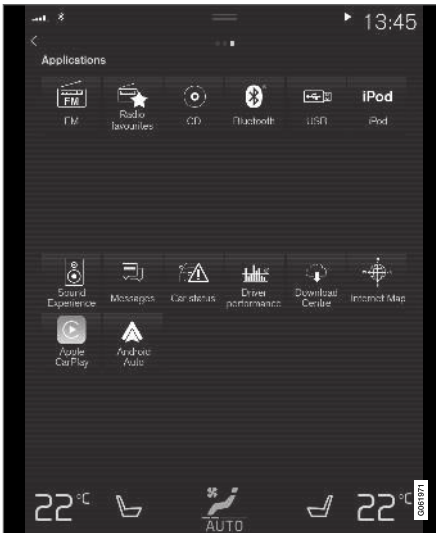 13:45
Applications
FM
iPod
FM
Radio
favourites
CD
Bluetooth
USB
iPod
Sound
Experience
Messages
Car status
Driver
performance
Download
Centre
Internet Map
Apple
CarPlay
Android
Auto
22°C
AUTO
22°C
G061971